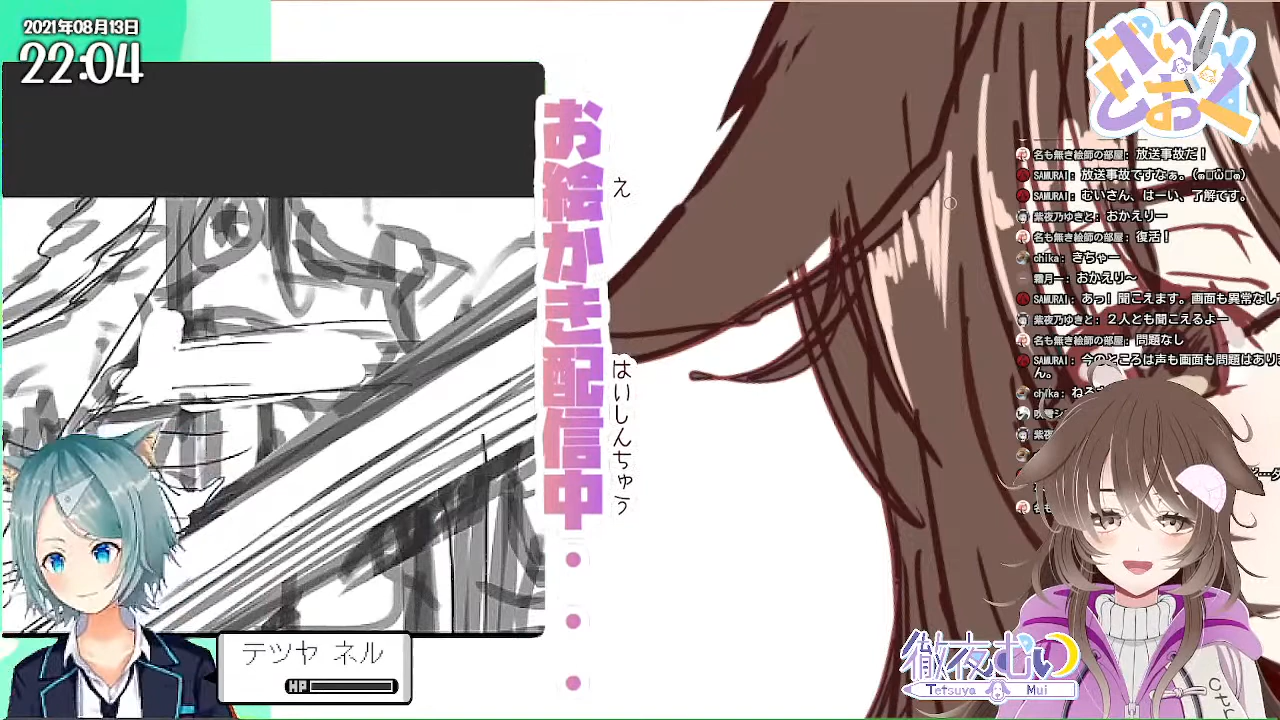 2021年08月13日
22:04
お絵かき配信中
え
はいしんちゅう
名も無き絵師の部屋: 放送事故だ！
SAMURAI: 放送事故ですなぁ。
SAMURAI: むいさん、はーい、了解です。
紫夜乃ゆきと: おかえりー
名も無き絵師の部屋: 復活！
chika: きちゃー
霜月一: おかえり～
SAMURAI: あっ！聞こえます。画面も異常なし
紫夜乃ゆきと: ２人とも聞こえるよー
名も無き絵師の部屋: 問題なし
SAMURAI: 今のところは声も画面も問題はあり
ん。
chika: ねる
テツヤ ネル
HP
徹夜むい
Tetsuya Mui